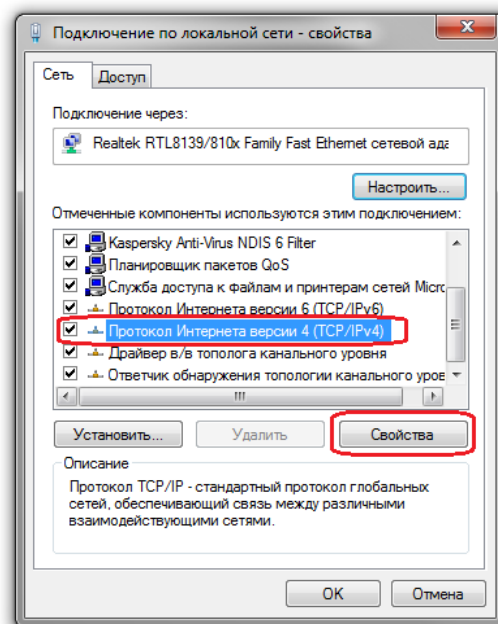 Подключение по локальной сети - свойства
Сеть
Доступ
Подключение через:
Realtek RTL8139/810x Family Fast Ethernet сетевой ада
Настроить...
Отмеченные компоненты используются этим подключением:
Kaspersky Anti-Virus NDIS 6 Filter
Планировщик пакетов QoS
Служба доступа к файлам и принтерам сетей Micro
Протокол Интернета версии 6 (TCP/IPv6)
Протокол Интернета версии 4 (TCP/IPv4)
Драйвер в/в тополога канального уровня
Ответчик обнаружения топологии канального уров
Установить...
Удалить
Свойства
Описание
Протокол TCP/IP - стандартный протокол глобальных
сетей, обеспечивающий связь между различными
взаимодействующими сетями.
OK
Отмена